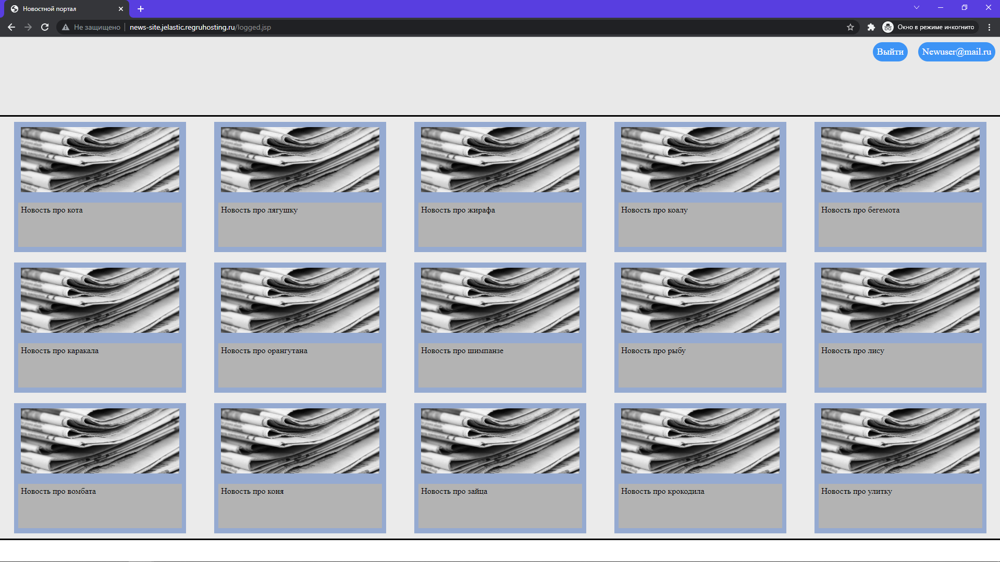 Новостной портал
Не защищено
news-site.jelastic.regruhosting.ru/logged.jsp
Окно в режиме инкогнито
Выйти
Newuser@mail.ru
Новость про кота
Новость про лягушку
Новость про жирафа
Новость про коалу
Новость про бегемота
Новость про каракала
Новость про орангутана
Новость про шимпанзе
Новость про рыбу
Новость про лису
Новость про вомбата
Новость про коня
Новость про зайца
Новость про крокодила
Новость про улитку